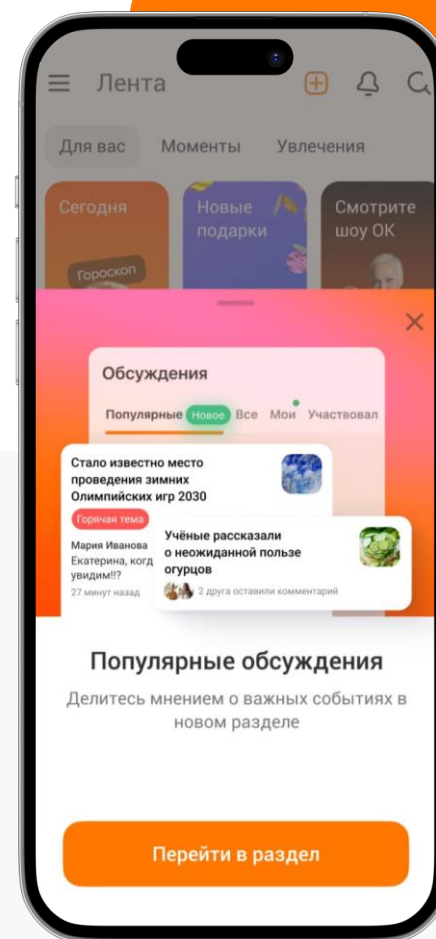 Лента
Для вас Моменты Увлечения
Сегодня
Гороскоп
Новые
подарки
Смотрите
шоу ОК
Обсуждения
Популярные Новое Все Мои Участвовал
Стало известно место
проведения зимних
Олимпийских игр 2030
Горячая тема
Мария Иванова
Екатерина, когд
увидим!!?
27 минут назад
Учёные рассказали
о неожиданной пользе
огурцов
2 друга оставили комментарий
Популярные обсуждения
Делитесь мнением о важных событиях в
новом разделе
Перейти в раздел